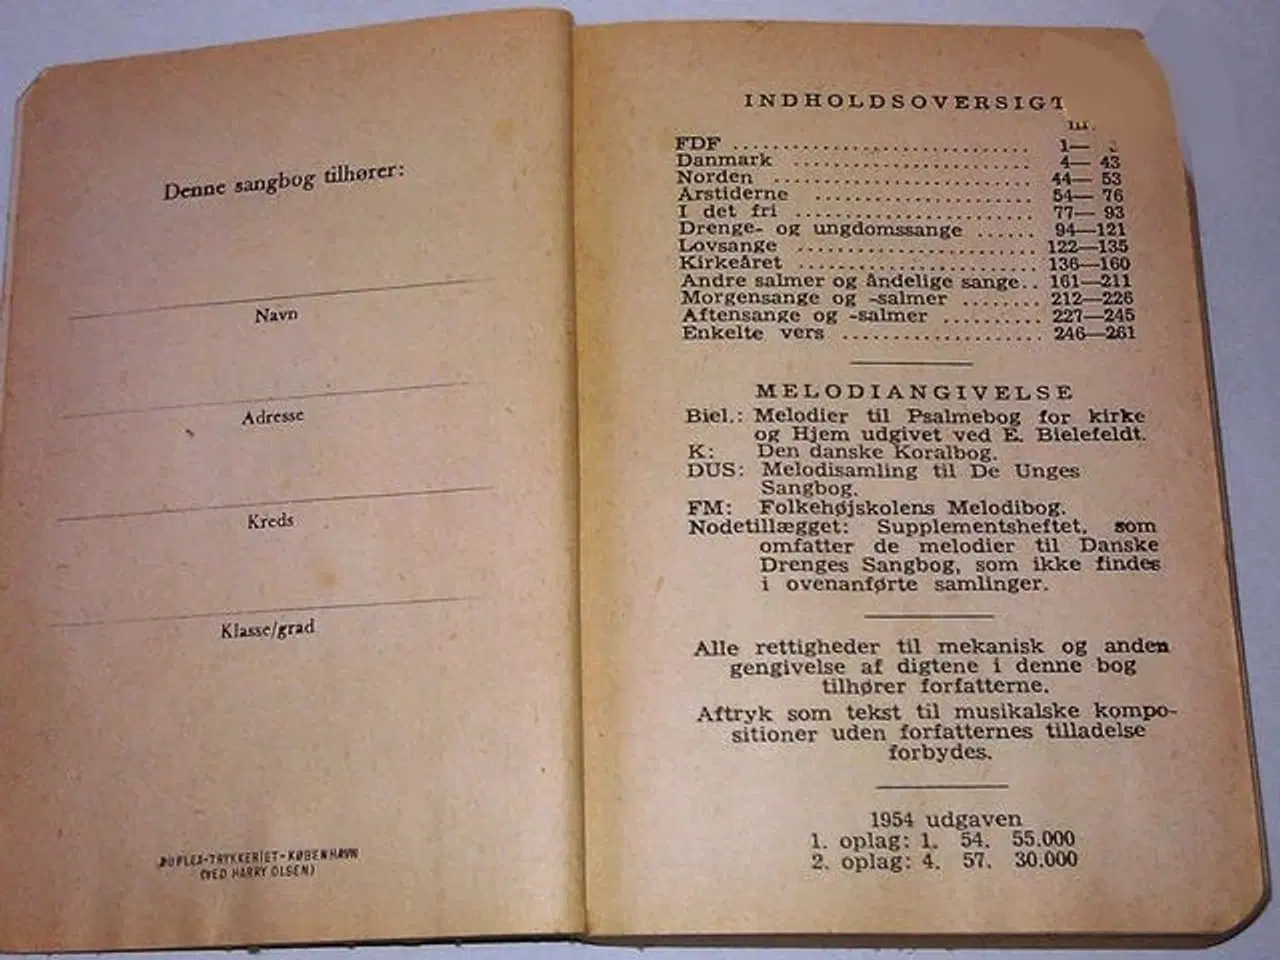 Denne sangbog tilhører:
Navn
Adresse
Kreds
Klasse/grad
DUPLEX-TRYKKERIET-KØBENHAVN
(VED HARRY OLSEN)
INDHOLDSOVERSIGT
nr.
FDF .............................. 1—
Danmark ........................ 4— 43
Norden .......................... 44— 53
Årstiderne ...................... 54— 76
I det fri ........................ 77— 93
Drenge- og ungdomssange ...... 94—121
Lovsange ........................ 122—135
Kirkeåret ........................ 136—160
Andre salmer og åndelige sange.. 161—211
Morgensange og -salmer ........ 212—226
Aftensange og -salmer .......... 227—245
Enkelte vers .................... 246—261
MELODIANGIVELSE
Biel.: Melodier til Psalmebog for kirke
og Hjem udgivet ved E. Bielefeldt.
K: Den danske Koralbog.
DUS: Melodisamling til De Unges
Sangbog.
FM: Folkehøjskolens Melodibog.
Nodetillægget: Supplementsheftet, som
omfatter de melodier til Danske
Drenges Sangbog, som ikke findes
i ovenanførte samlinger.
Alle rettigheder til mekanisk og anden
gengivelse af digtene i denne bog
tilhører forfatterne.
Aftryk som tekst til musikalske kompo-
sitioner uden forfatternes tilladelse
forbydes.
1954 udgaven
1. oplag: 1. 54. 55.000
2. oplag: 4. 57. 30.000